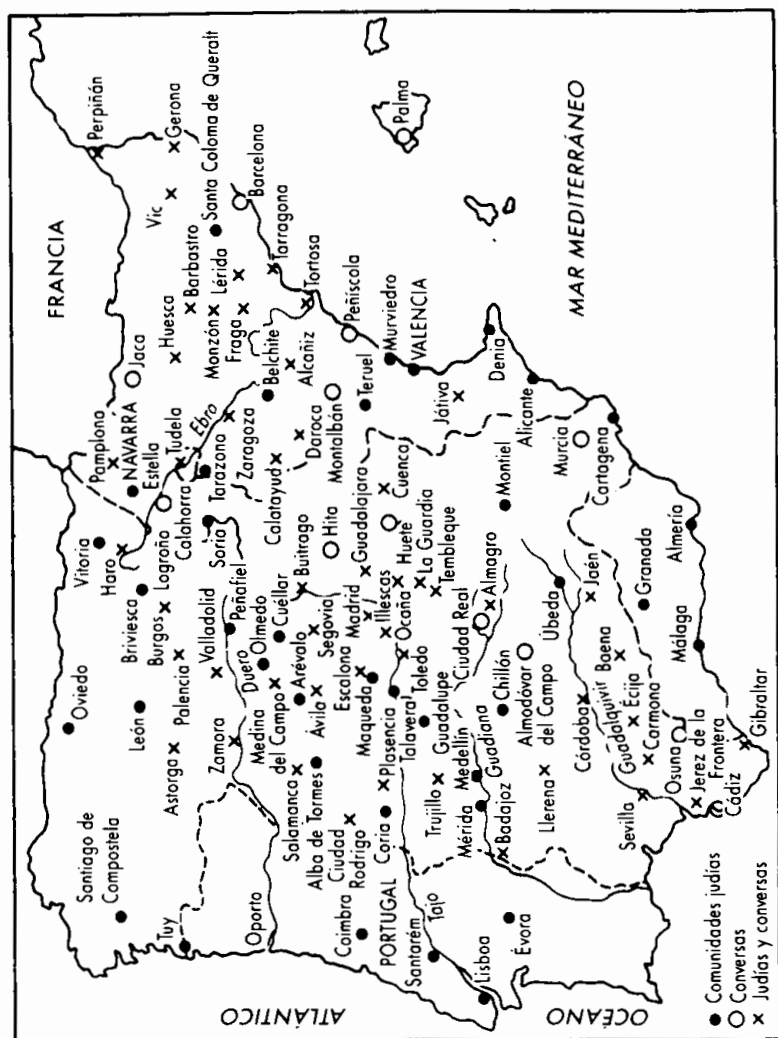 FRANCIA
Perpiñán
Gerona
Vic
Santa Coloma de Queralt
Barcelona
Barbastro
Lérida
Monzón
Fraga
Tarragona
Tortosa
Huesca
Jaca
Pamplona
NAVARRA
Estella
Tudela
Ebro
Calahorra
Tarazona
Zaragoza
Belchite
Alcañiz
Daroca
Montalbán
Calatayud
Teruel
Peñíscola
Murviedro
VALENCIA
Játiva
Denia
Alicante
Murcia
Cartagena
Palma
MAR MEDITERRÁNEO
Oviedo
Vitoria
Haro
Briviesca
Logroño
Burgos
Soria
León
Palencia
Astorga
Valladolid
Peñafiel
Zamora
Duero
Olmedo
Medina
del Campo
Cuéllar
Arévalo
Segovia
Buitrago
Hita
Guadalajara
Cuenca
Huete
Santiago de
Compostela
Tuy
Oporto
Salamanca
Ávila
Alba de Tormes
Ciudad
Rodrigo
Escalona
Madrid
Illescas
Maqueda
Ocaña
La Guardia
Tembleque
Coimbra
Coria
Plasencia
Talavera
Toledo
PORTUGAL
Santarém
Tajo
Trujillo
Guadalupe
Ciudad Real
Almagro
Montiel
Lisboa
Évora
Mérida
Medellín
Guadiana
Badajoz
Chillón
Almodóvar
del Campo
Llerena
Úbeda
Jaén
Córdoba
Guadalquivir
Baena
Écija
Carmona
Sevilla
Osuna
Jerez de la
Frontera
Cádiz
Gibraltar
Málaga
Granada
Almería
OCÉANO
ATLÁNTICO
Comunidades judías
Conversas
Judías y conversas